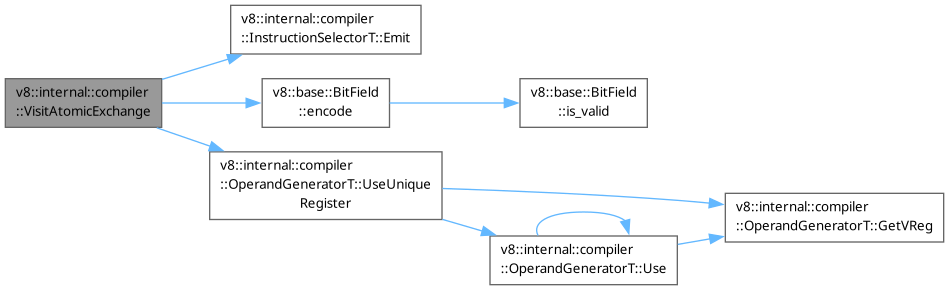 v8::internal::compiler
::InstructionSelectorT::Emit
v8::internal::compiler
::VisitAtomicExchange
v8::base::BitField
::encode
v8::base::BitField
::is_valid
v8::internal::compiler
::OperandGeneratorT::UseUnique
Register
v8::internal::compiler
::OperandGeneratorT::GetVReg
v8::internal::compiler
::OperandGeneratorT::Use